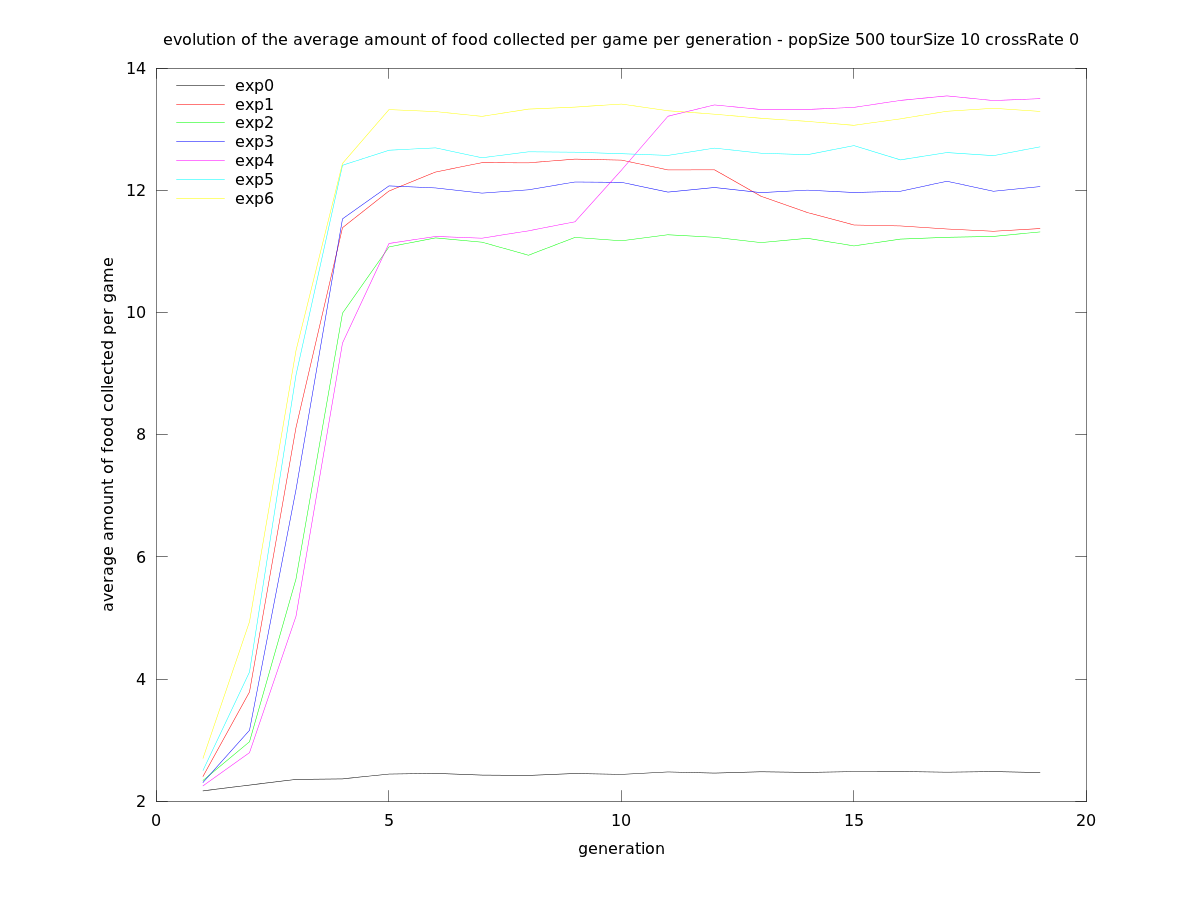 evolution of the average amount of food collected per game per generation - popSize 500 tourSize 10 crossRate 0
14
12
10
8
6
4
2
0
5
10
15
20
exp0
exp1
exp2
exp3
exp4
exp5
exp6
average amount of food collected per game
generation